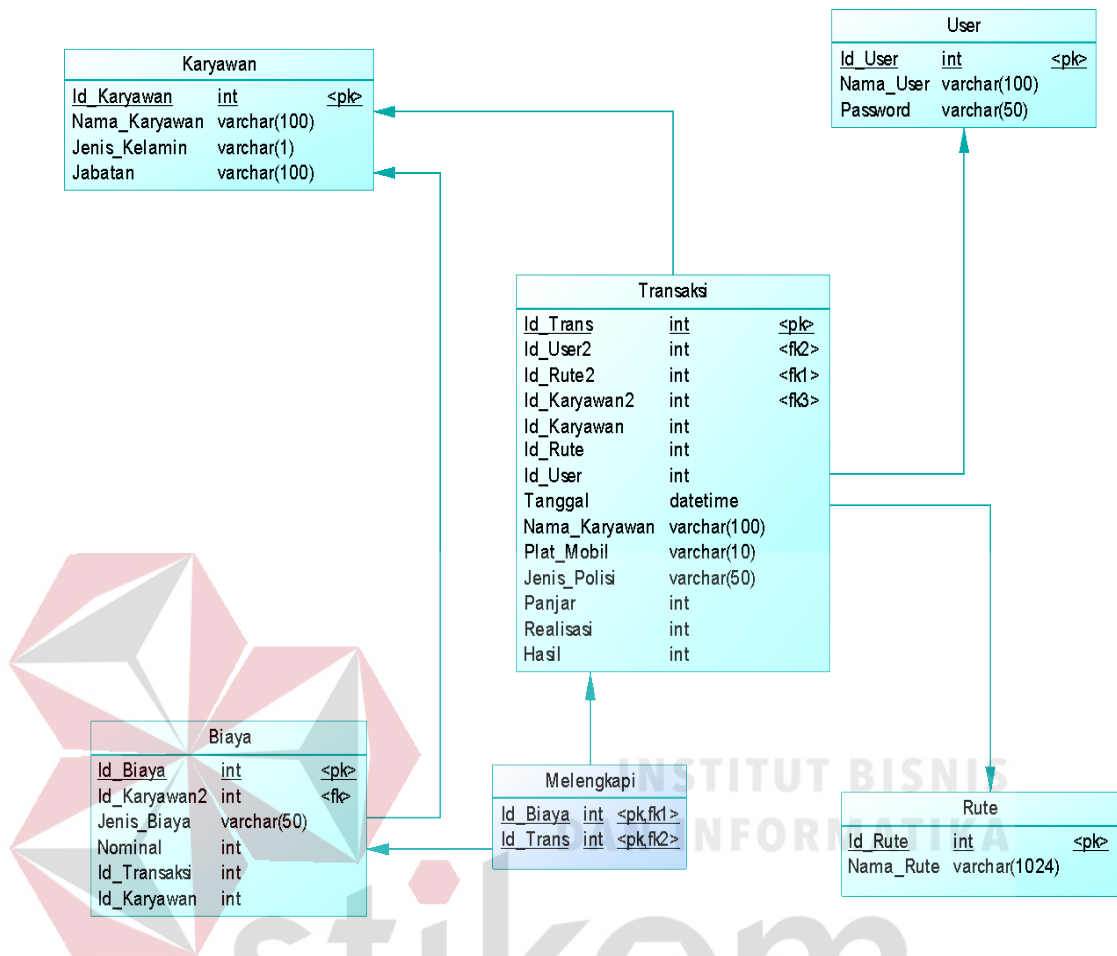 Karyawan
Id_Karyawan int <pk>
Nama_Karyawan varchar(100)
Jenis_Kelamin varchar(1)
Jabatan varchar(100)
User
Id_User int <pk>
Nama_User varchar(100)
Password varchar(50)
Transaksi
Id_Trans int <pk>
Id_User2 int <fk2>
Id_Rute2 int <fk1>
Id_Karyawan2 int <fk3>
Id_Karyawan int
Id_Rute int
Id_User int
Tanggal datetime
Nama_Karyawan varchar(100)
Plat_Mobil varchar(10)
Jenis_Polisi varchar(50)
Panjar int
Realisasi int
Hasil int
Biaya
Id_Biaya int <pk>
Id_Karyawan2 int <fk>
Jenis_Biaya varchar(50)
Nominal int
Id_Transaksi int
Id_Karyawan int
Melengkapi
Id_Biaya int <pk,fk1>
Id_Trans int <pk,fk2>
Rute
Id_Rute int <pk>
Nama_Rute varchar(1024)
INSTITUT BISNIS
DAN INFORMATIKA
stikom